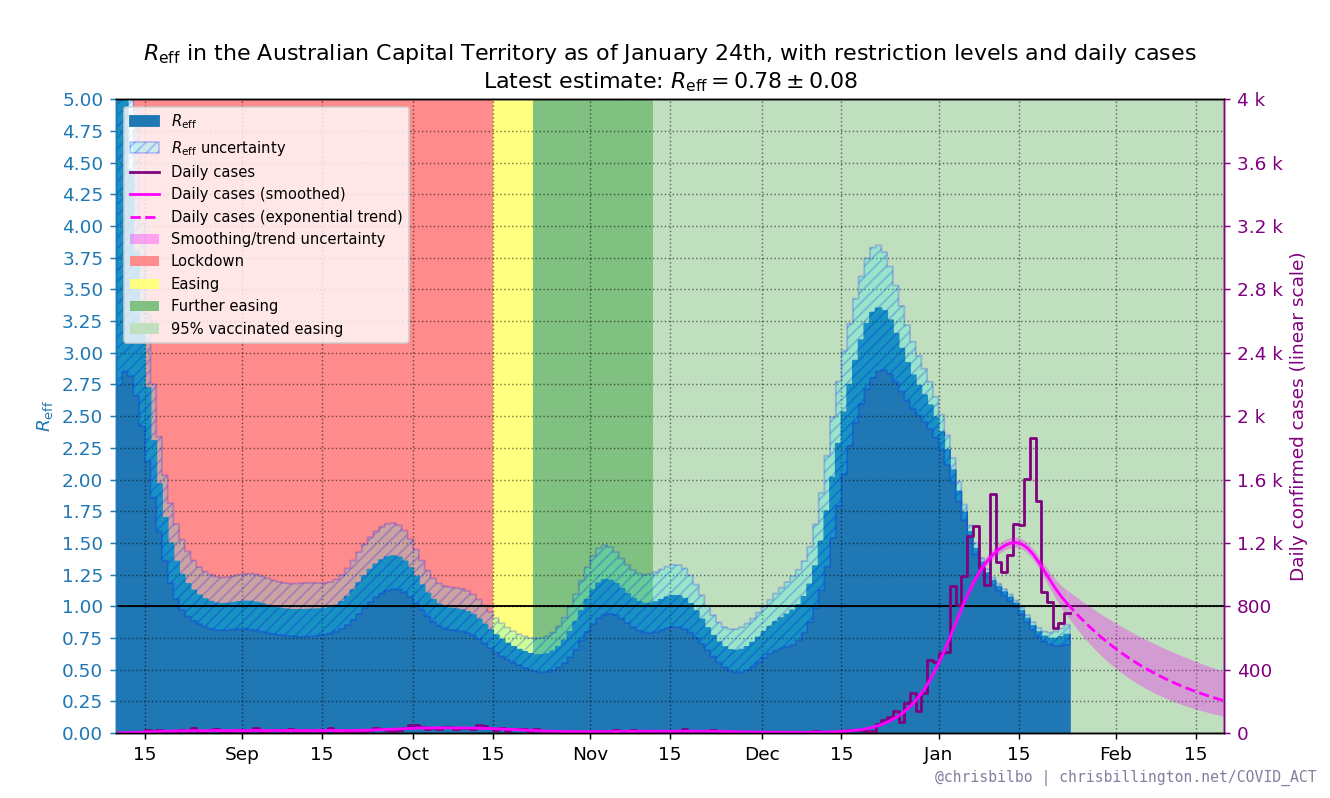 Reff in the Australian Capital Territory as of January 24th, with restriction levels and daily cases
Latest estimate: Reff = 0.78 ± 0.08
Reff
Reff uncertainty
Daily cases
Daily cases (smoothed)
Daily cases (exponential trend)
Smoothing/trend uncertainty
Lockdown
Easing
Further easing
95% vaccinated easing
Reff
5.00
4.75
4.50
4.25
4.00
3.75
3.50
3.25
3.00
2.75
2.50
2.25
2.00
1.75
1.50
1.25
1.00
0.75
0.50
0.25
0.00
4 k
3.6 k
3.2 k
2.8 k
2.4 k
2 k
1.6 k
1.2 k
800
400
0
Daily confirmed cases (linear scale)
15 Sep 15 Oct 15 Nov 15 Dec 15 Jan 15 Feb 15
@chrisbilbo | chrisbillington.net/COVID_ACT